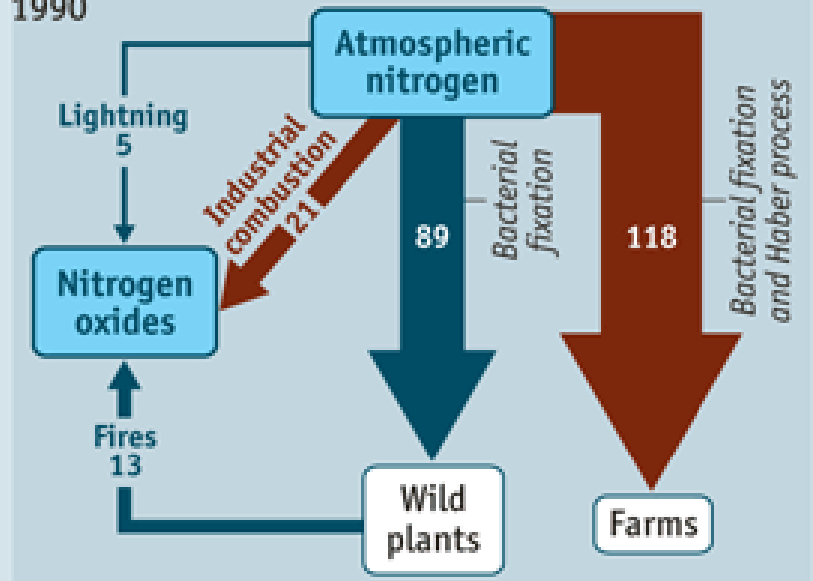 1990
Atmospheric
nitrogen
Lightning
5
Industrial
combustion
21
89
Bacterial
fixation
118
Bacterial fixation
and Haber process
Nitrogen
oxides
Fires
13
Wild
plants
Farms